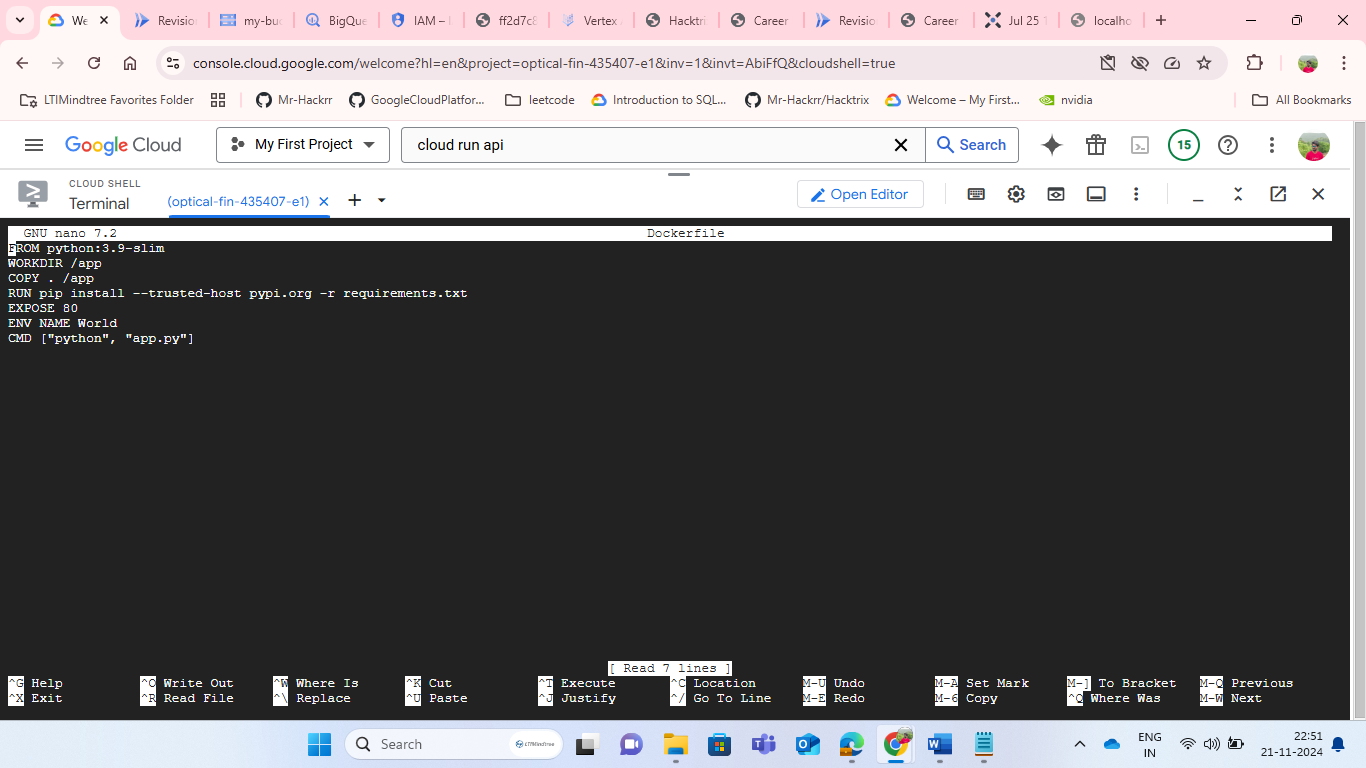 We
Revision
my-bu
BigQue
IAM – I
ff2d7c8
Vertex A
Hacktri
Career
Revision
Career
Jul 25 1
localho
console.cloud.google.com/welcome?hl=en&project=optical-fin-435407-e1&inv=1&invt=AbiFfQ&cloudshell=true
LTIMindtree Favorites Folder
Mr-Hackrr
GoogleCloudPlatfor...
leetcode
Introduction to SQL...
Mr-Hackrr/Hacktrix
Welcome – My First...
nvidia
All Bookmarks
Google Cloud
My First Project
cloud run api
Search
15
CLOUD SHELL
Terminal
(optical-fin-435407-e1)
Open Editor
GNU nano 7.2 Dockerfile
FROM python:3.9-slim
WORKDIR /app
COPY . /app
RUN pip install --trusted-host pypi.org -r requirements.txt
EXPOSE 80
ENV NAME World
CMD ["python", "app.py"]
[ Read 7 lines ]
^G Help ^O Write Out ^W Where Is ^K Cut ^T Execute ^C Location M-U Undo M-A Set Mark M-] To Bracket M-Q Previous
^X Exit ^R Read File ^\ Replace ^U Paste ^J Justify ^/ Go To Line M-E Redo M-6 Copy ^Q Where Was M-W Next
Search
LTIMindtree
ENG
IN
22:51
21-11-2024